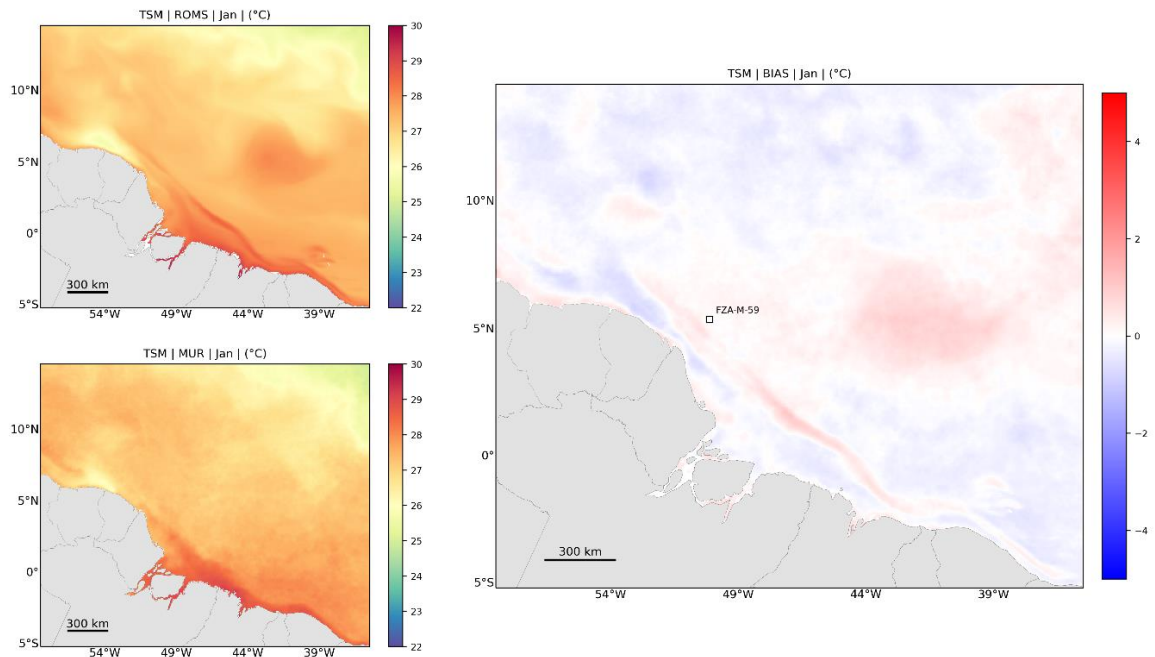 TSM | ROMS | Jan | (°C)
10°N
5°N
0°
5°S
300 km
54°W
49°W
44°W
39°W
30
29
28
27
26
25
24
23
22
TSM | MUR | Jan | (°C)
10°N
5°N
0°
5°S
300 km
54°W
49°W
44°W
39°W
30
29
28
27
26
25
24
23
22
TSM | BIAS | Jan | (°C)
10°N
5°N
0°
5°S
FZA-M-59
300 km
54°W
49°W
44°W
39°W
4
2
0
−2
−4